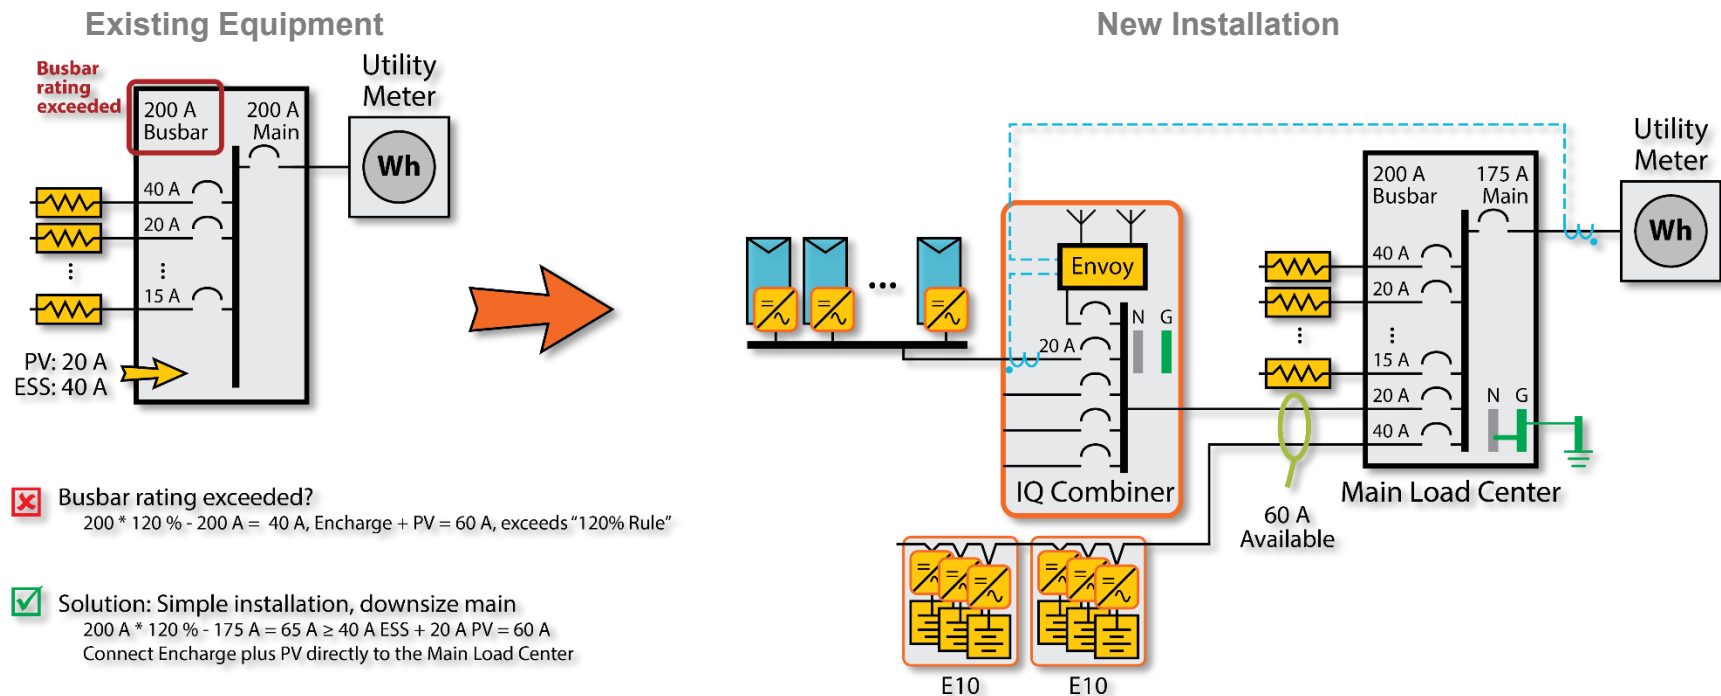 Existing Equipment
New Installation
Busbar
rating
exceeded
200 A
Busbar
200 A
Main
Utility
Meter
Wh
40 A
20 A
15 A
PV: 20 A
ESS: 40 A
Busbar rating exceeded?
200 * 120 % - 200 A = 40 A, Encharge + PV = 60 A, exceeds “120% Rule”
Solution: Simple installation, downsize main
200 A * 120 % - 175 A = 65 A ≥ 40 A ESS + 20 A PV = 60 A
Connect Encharge plus PV directly to the Main Load Center
Envoy
N G
20 A
IQ Combiner
E10
E10
60 A
Available
200 A
Busbar
175 A
Main
40 A
20 A
15 A
20 A
40 A
N G
Main Load Center
Utility
Meter
Wh